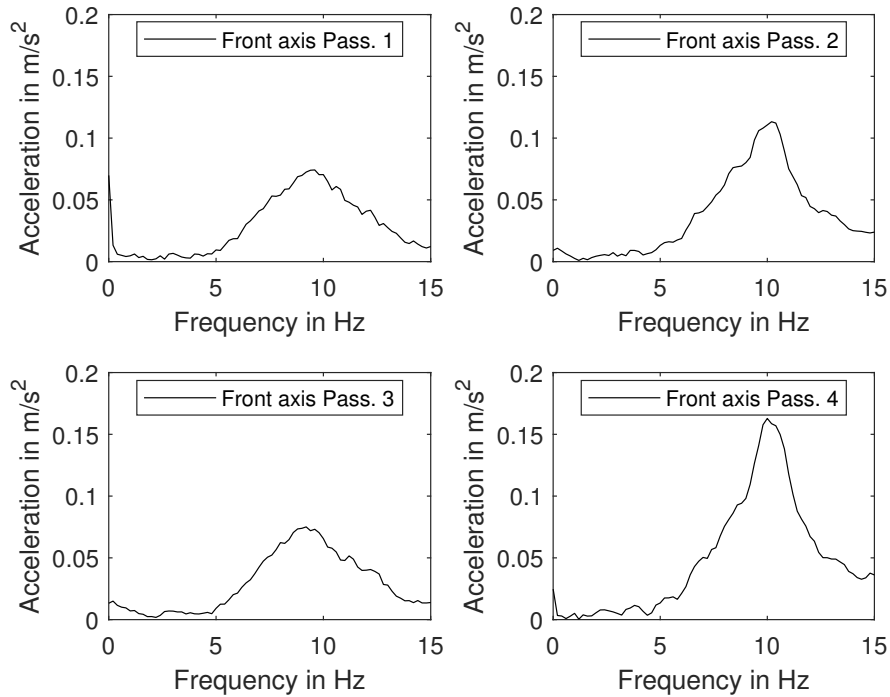 0.2
0.15
0.1
0.05
0
Acceleration in m/s²
Front axis Pass. 1
0 5 10 15
Frequency in Hz
0.2
0.15
0.1
0.05
0
Acceleration in m/s²
Front axis Pass. 2
0 5 10 15
Frequency in Hz
0.2
0.15
0.1
0.05
0
Acceleration in m/s²
Front axis Pass. 3
0 5 10 15
Frequency in Hz
0.2
0.15
0.1
0.05
0
Acceleration in m/s²
Front axis Pass. 4
0 5 10 15
Frequency in Hz